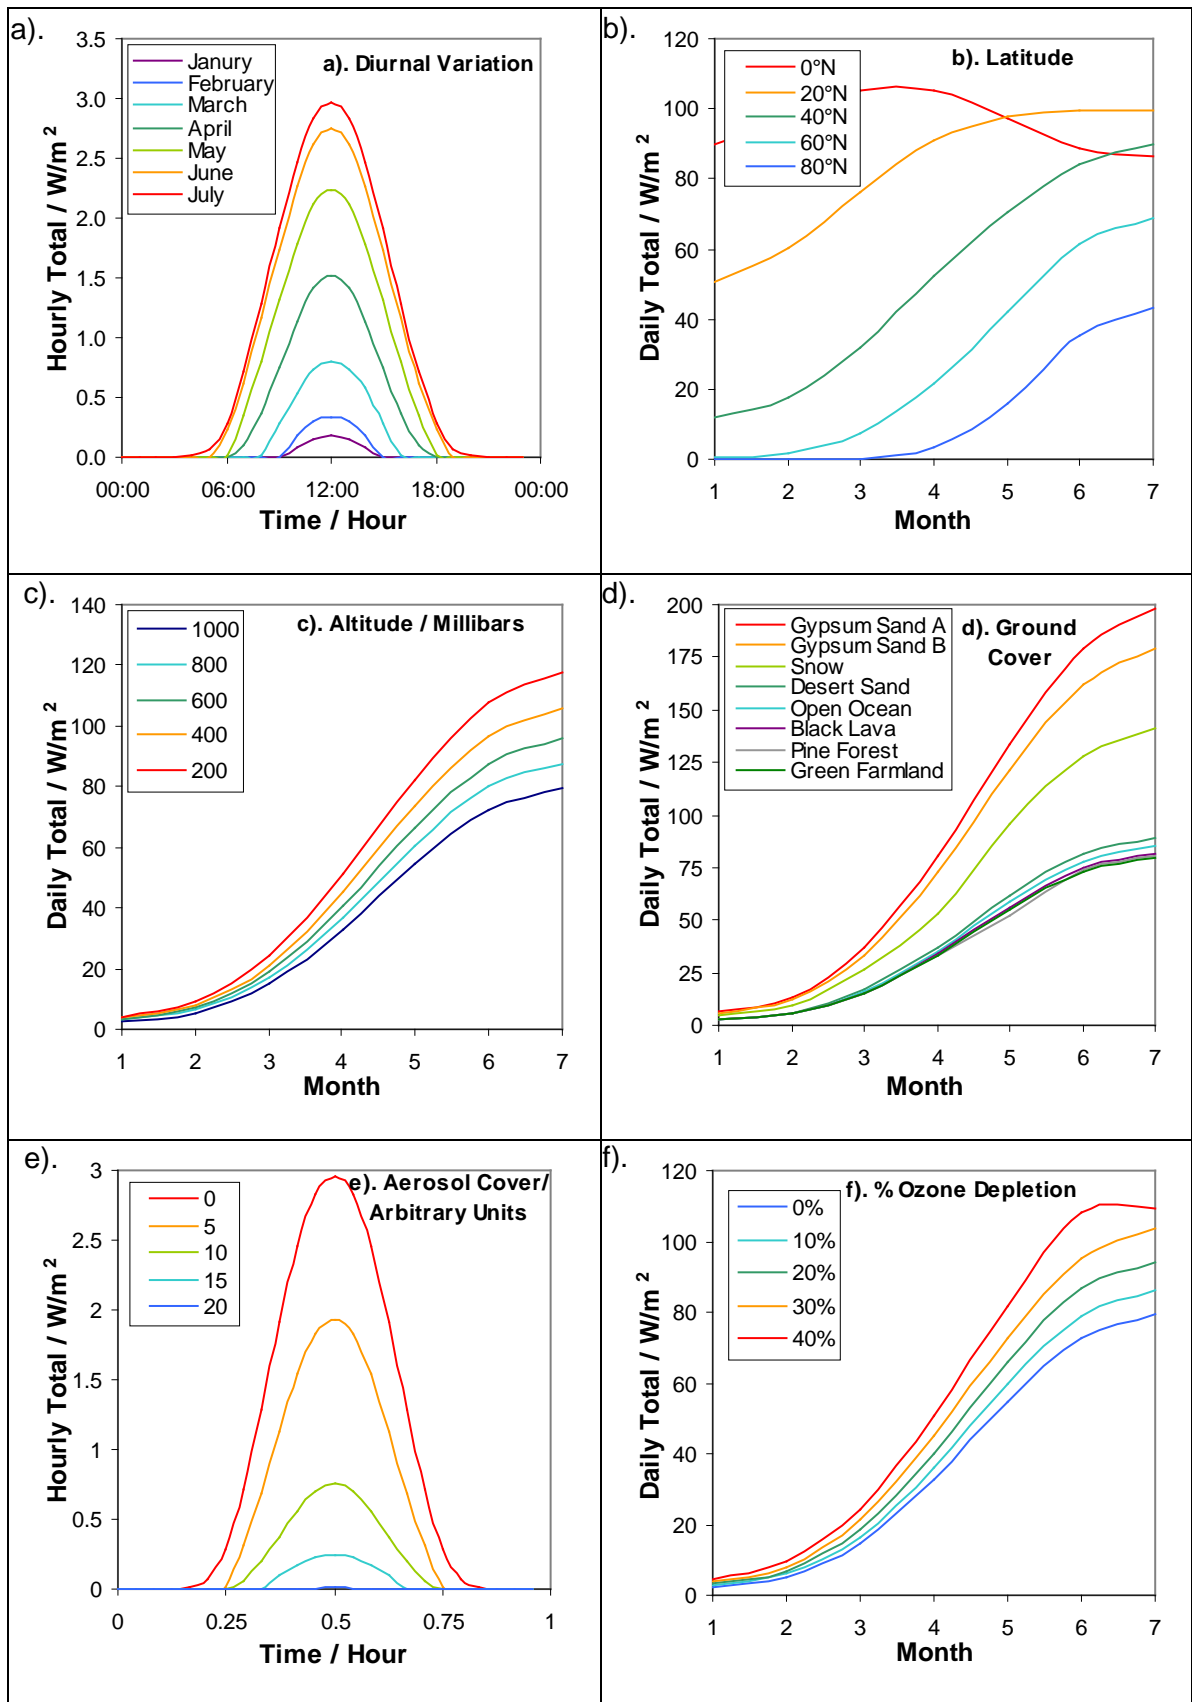 a).
3.5
3.0
2.5
2.0
1.5
1.0
0.5
0.0
Hourly Total / W/m²
Janury
February
March
April
May
June
July
a). Diurnal Variation
00:00 06:00 12:00 18:00 00:00
Time / Hour
b).
120
100
80
60
40
20
0
Daily Total / W/m²
0°N
20°N
40°N
60°N
80°N
b). Latitude
1 2 3 4 5 6 7
Month
c).
140
120
100
80
60
40
20
0
Daily Total / W/m²
1000
800
600
400
200
c). Altitude / Millibars
1 2 3 4 5 6 7
Month
d).
200
175
150
125
100
75
50
25
0
Daily Total / W/m²
Gypsum Sand A
Gypsum Sand B
Snow
Desert Sand
Open Ocean
Black Lava
Pine Forest
Green Farmland
d). Ground
Cover
1 2 3 4 5 6 7
Month
e).
3
2.5
2
1.5
1
0.5
0
Hourly Total / W/m²
0
5
10
15
20
e). Aerosol Cover/
Arbitrary Units
0 0.25 0.5 0.75 1
Time / Hour
f).
120
100
80
60
40
20
0
Daily Total / W/m²
0%
10%
20%
30%
40%
f). % Ozone Depletion
1 2 3 4 5 6 7
Month